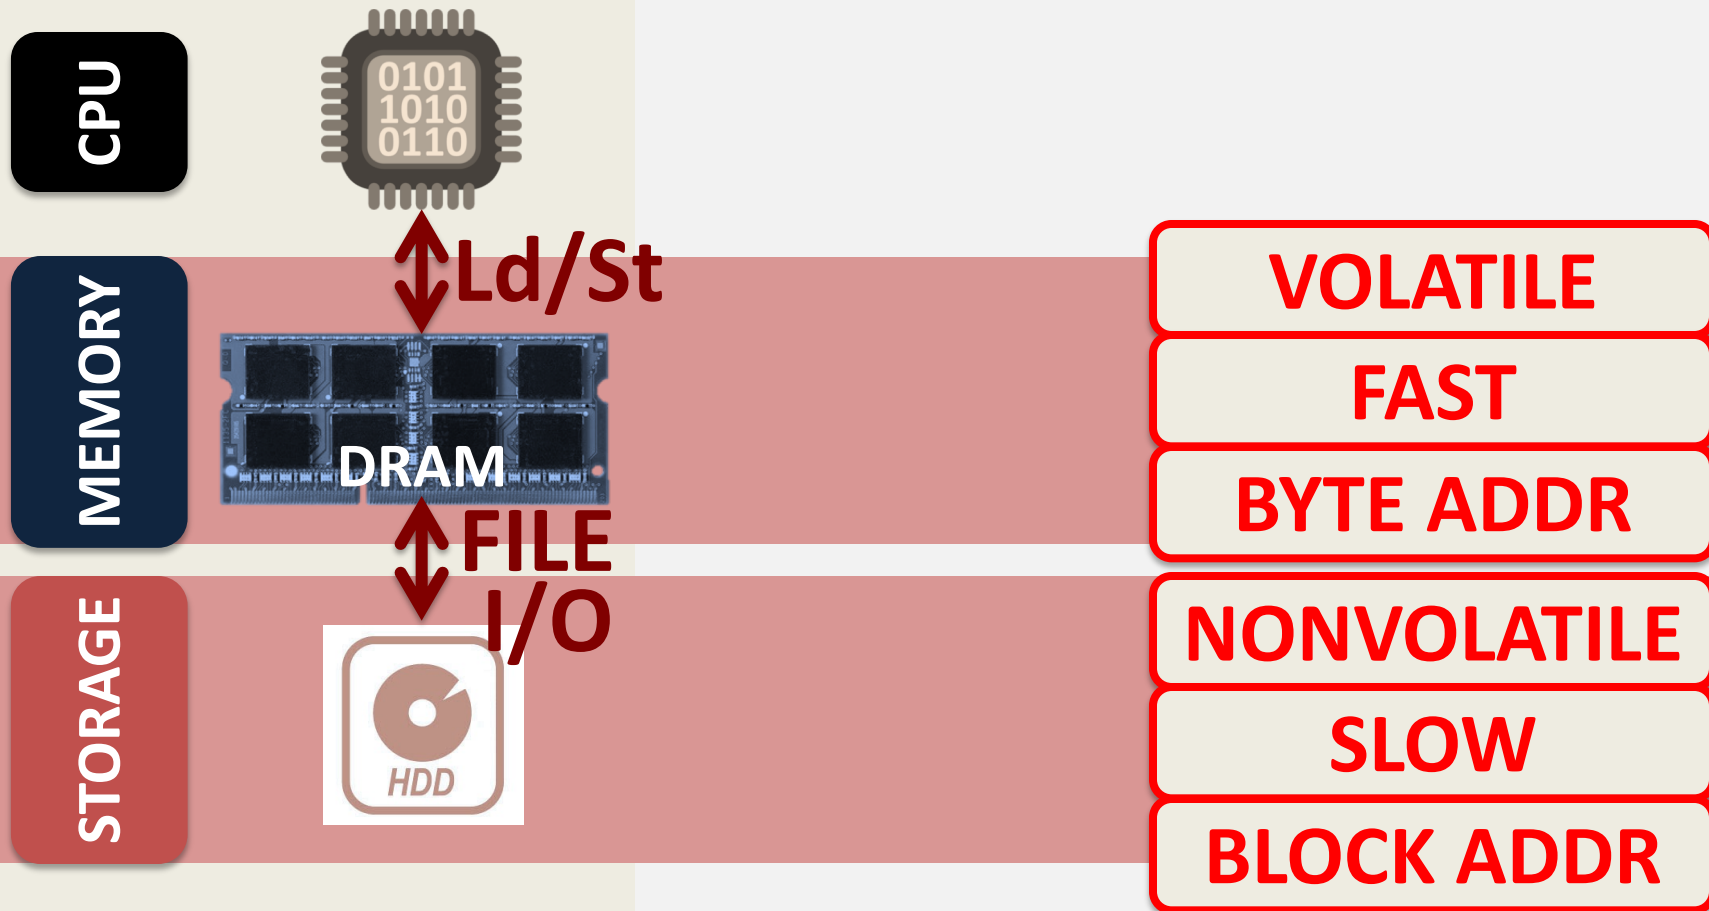 CPU
0101
1010
0110
Ld/St
MEMORY
DRAM
VOLATILE
FAST
BYTE ADDR
FILE
I/O
STORAGE
HDD
NONVOLATILE
SLOW
BLOCK ADDR